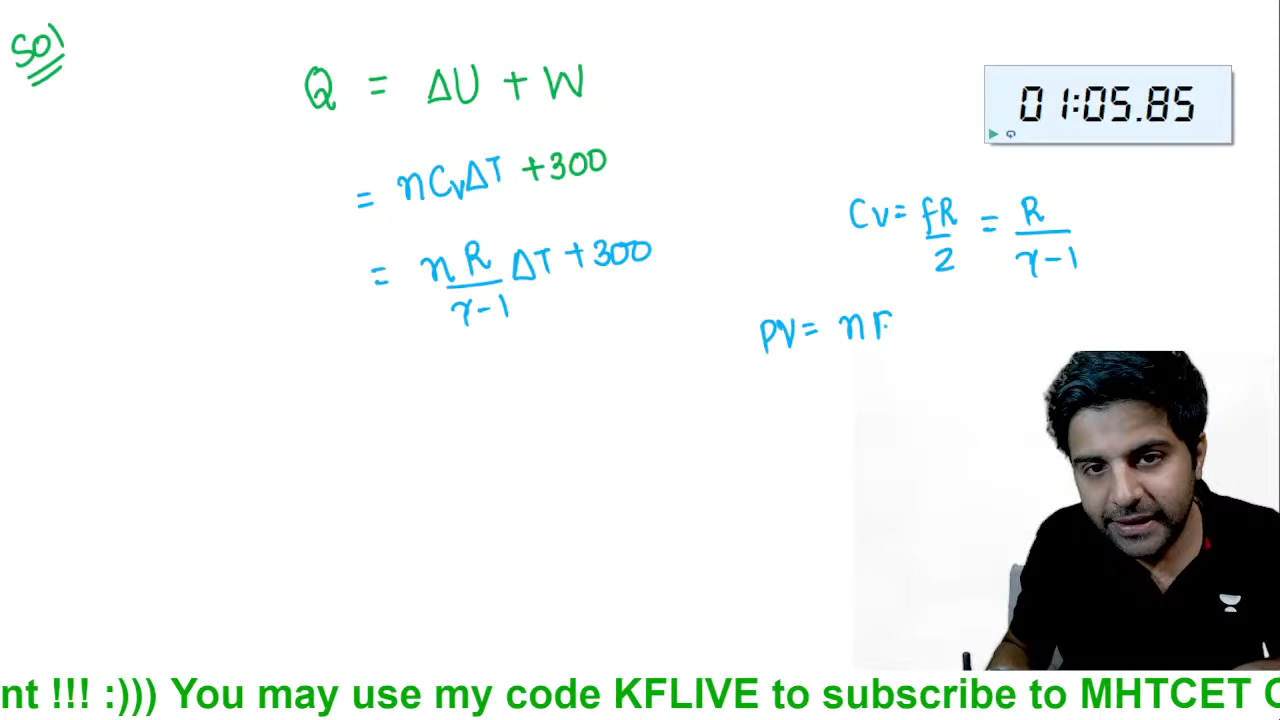 Sol
Q = ΔU + W
01:05.85
= nCvΔT + 300
Cv = fR/2 = R/γ-1
= nR/γ-1 ΔT + 300
PV = nR
nt !!! :))) You may use my code KFLIVE to subscribe to MHTCET C